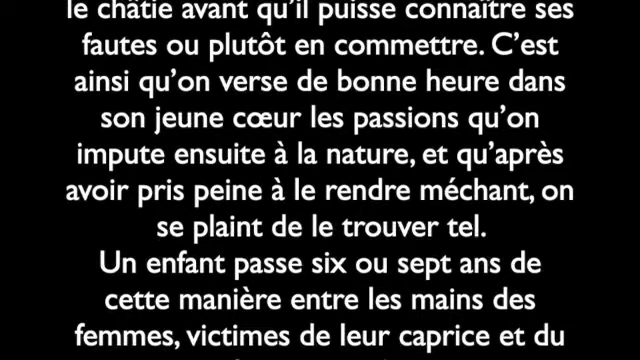 le châtie avant qu’il puisse connaître ses
fautes ou plutôt en commettre. C’est
ainsi qu’on verse de bonne heure dans
son jeune cœur les passions qu’on
impute ensuite à la nature, et qu’après
avoir pris peine à le rendre méchant, on
se plaint de le trouver tel.
Un enfant passe six ou sept ans de
cette manière entre les mains des
femmes, victimes de leur caprice et du